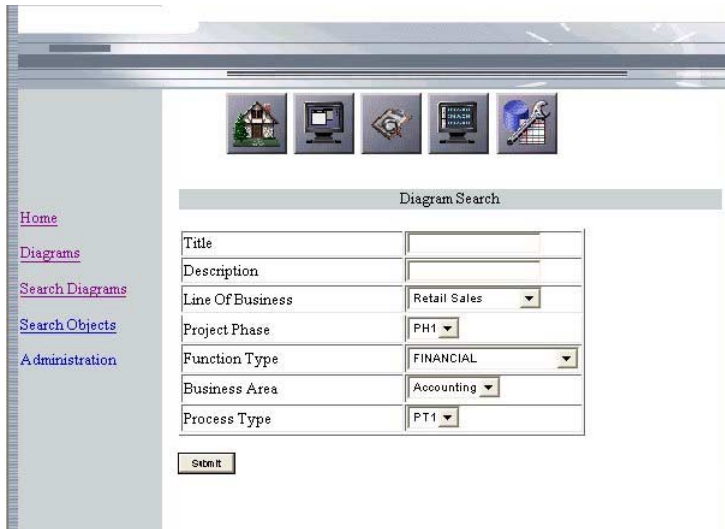 Diagram Search
Home
Diagrams
Search Diagrams
Search Objects
Administration
Title
Description
Line Of Business Retail Sales
Project Phase PH1
Function Type FINANCIAL
Business Area Accounting
Process Type PT1
Submit